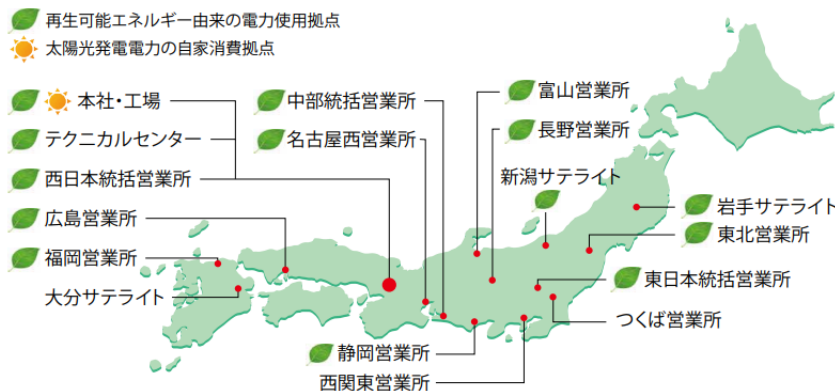 再生可能エネルギー由来の電力使用拠点
太陽光発電電力の自家消費拠点
本社・工場
テクニカルセンター
西日本統括営業所
広島営業所
福岡営業所
大分サテライト
中部統括営業所
名古屋西営業所
富山営業所
長野営業所
新潟サテライト
岩手サテライト
東北営業所
東日本統括営業所
つくば営業所
静岡営業所
西関東営業所